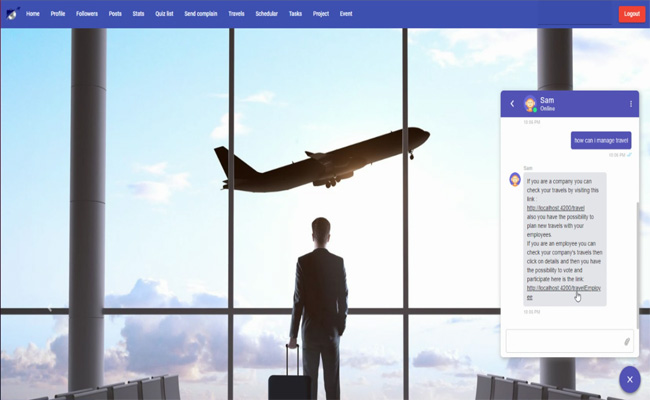 Home Profile Followers Posts Stats Quiz list Send complain Travels Schedular Tasks Project Event Logout
Sam
Online
10:56 PM
how can i manage travel
10:56 PM
Sam
If you are a company you can
check your travels by visiting this
link :
http://localhost:4200/travel
also you have the possibility to
plan new travels with your
employees.
If you are an employee you can
check your company's travels then
click on details and then you have
the possibility to vote and
participate here is the link:
http://localhost:4200/travelEmploy
ee
10:56 PM